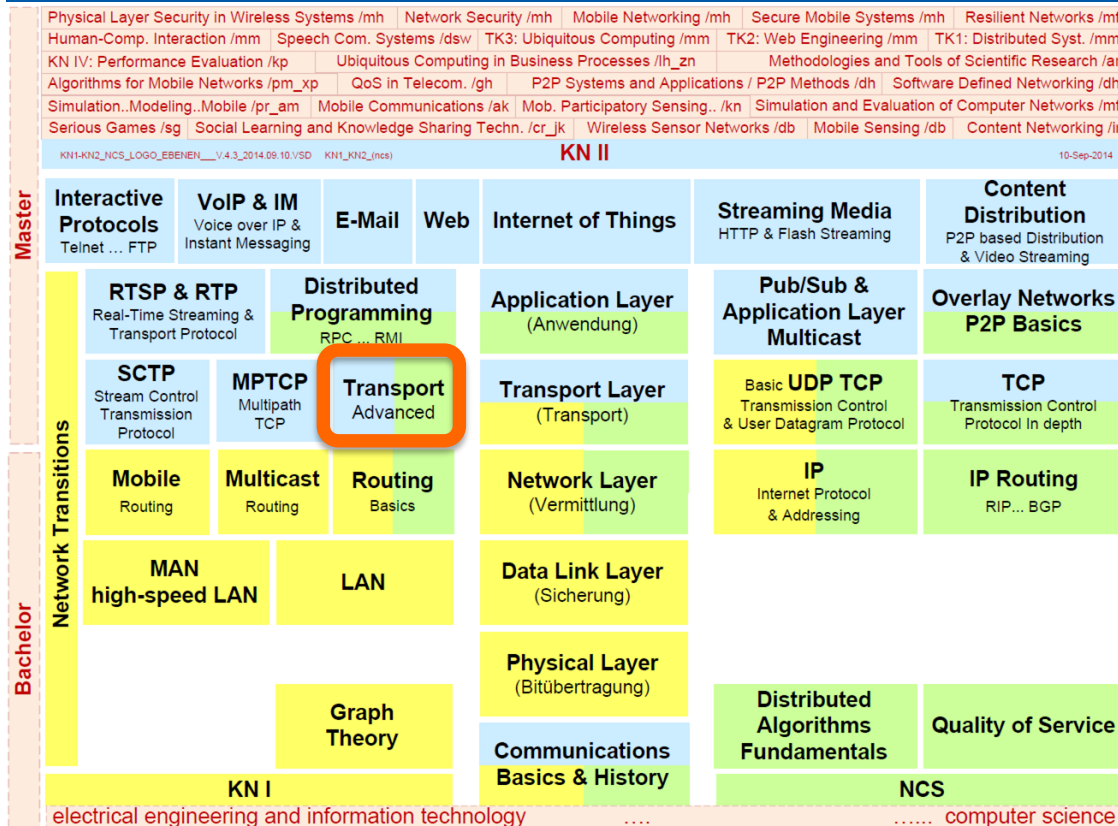 Physical Layer Security in Wireless Systems /mh Network Security /mh Mobile Networking /mh Secure Mobile Systems /mh Resilient Networks /mf
Human-Comp. Interaction /mm Speech Com. Systems /dsw TK3: Ubiquitous Computing /mm TK2: Web Engineering /mm TK1: Distributed Syst. /mm
KN IV: Performance Evaluation /kp Ubiquitous Computing in Business Processes /lh_zn Methodologies and Tools of Scientific Research /ar
Algorithms for Mobile Networks /pm_xp QoS in Telecom. /gh P2P Systems and Applications / P2P Methods /dh Software Defined Networking /dh
Simulation..Modeling..Mobile /pr_am Mobile Communications /ak Mob. Participatory Sensing.. /kn Simulation and Evaluation of Computer Networks /mf
Serious Games /sg Social Learning and Knowledge Sharing Techn. /cr_jk Wireless Sensor Networks /db Mobile Sensing /db Content Networking /ir
KN1-KN2_NCS_LOGO_EBENEN___V.4.3_2014.09.10.VSD KN1_KN2_(ncs) KN II 10-Sep-2014
Master
Interactive
Protocols
Telnet ... FTP
VoIP & IM
Voice over IP &
Instant Messaging
E-Mail
Web
Internet of Things
Streaming Media
HTTP & Flash Streaming
Content
Distribution
P2P based Distribution
& Video Streaming
RTSP & RTP
Real-Time Streaming &
Transport Protocol
Distributed
Programming
RPC ... RMI
Application Layer
(Anwendung)
Pub/Sub &
Application Layer
Multicast
Overlay Networks
P2P Basics
SCTP
Stream Control
Transmission
Protocol
MPTCP
Multipath
TCP
Transport
Advanced
Transport Layer
(Transport)
Basic UDP TCP
Transmission Control
& User Datagram Protocol
TCP
Transmission Control
Protocol In depth
Network Transitions
Bachelor
Mobile
Routing
Multicast
Routing
Routing
Basics
Network Layer
(Vermittlung)
IP
Internet Protocol
& Addressing
IP Routing
RIP... BGP
MAN
high-speed LAN
LAN
Data Link Layer
(Sicherung)
Physical Layer
(Bitübertragung)
Graph
Theory
Communications
Basics & History
Distributed
Algorithms
Fundamentals
Quality of Service
KN I
NCS
electrical engineering and information technology .... ...... computer science